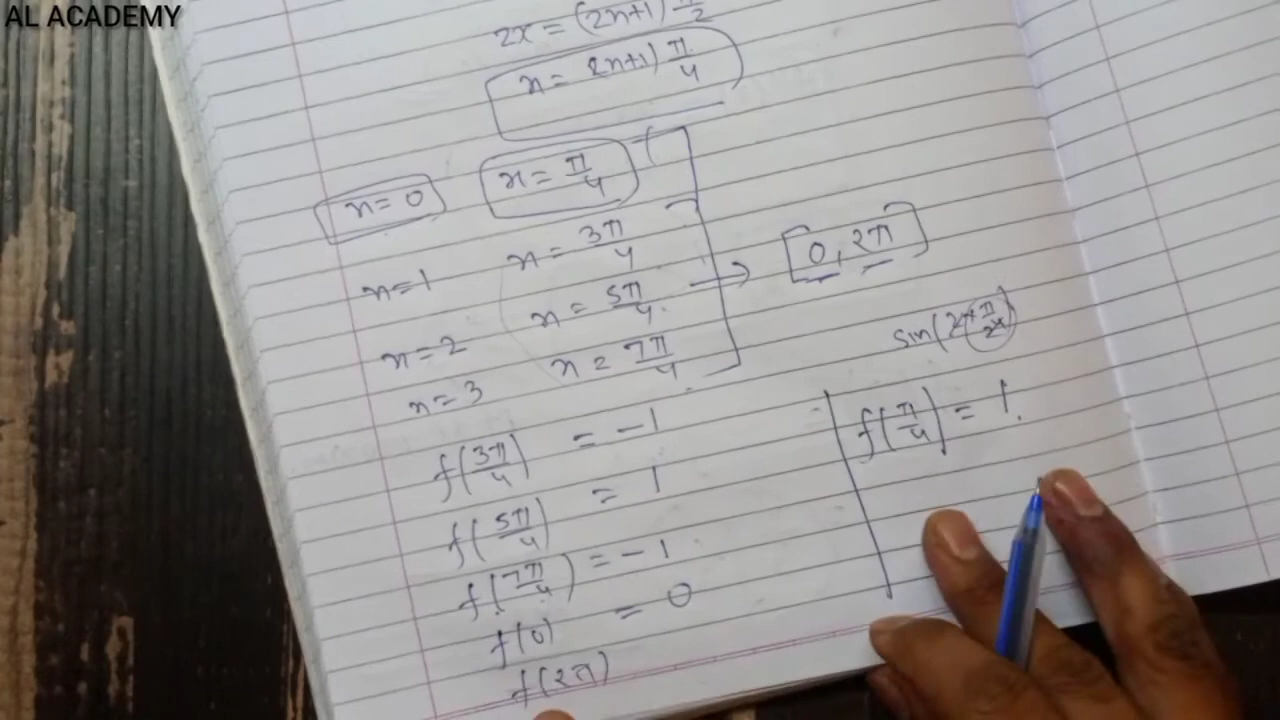 AL ACADEMY
2x = (2n+1) π/2
x = 2n+1) π/4
n = 0 x = π/4
n = 1 x = 3π/4
[0, 2π]
n = 2 x = 5π/4
n = 3 x = 7π/4
sin(2×π/4)
f(3π/4) = -1
f(π/4) = 1.
f(5π/4) = 1
f(7π/4) = -1
f(0) = 0
f(2π)